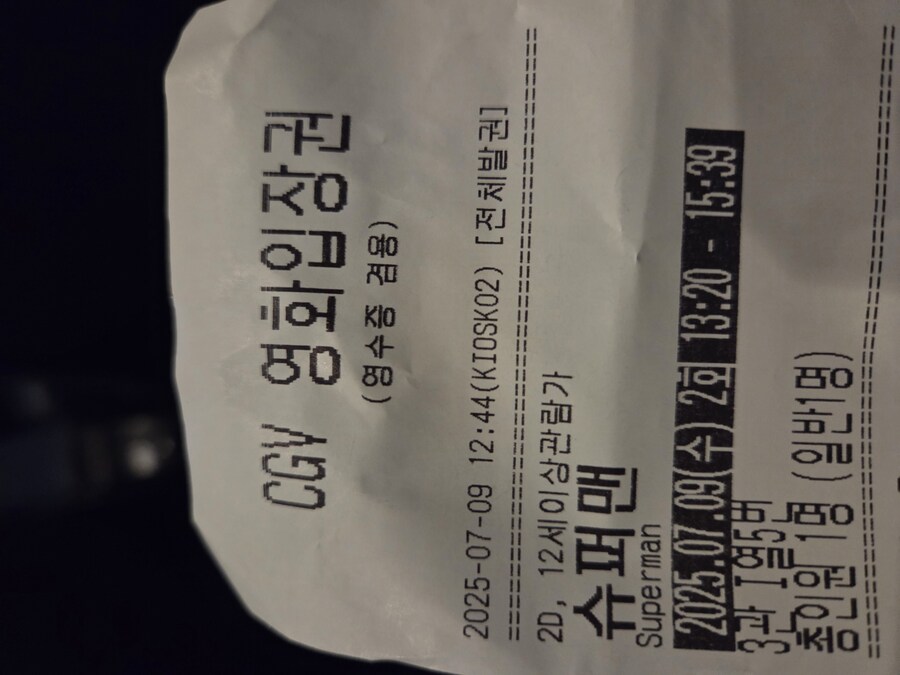 CGV 영화입장권
(영수증 겸용)
2025-07-09 12:44(KIOSK02) [전체발권]
================================================
2D, 12세이상관람가
슈퍼맨
Superman
2025.07.09(수) 2회 13:20 - 15:39
3관 I열5번
총인원 1명 (일반1명)
================================================